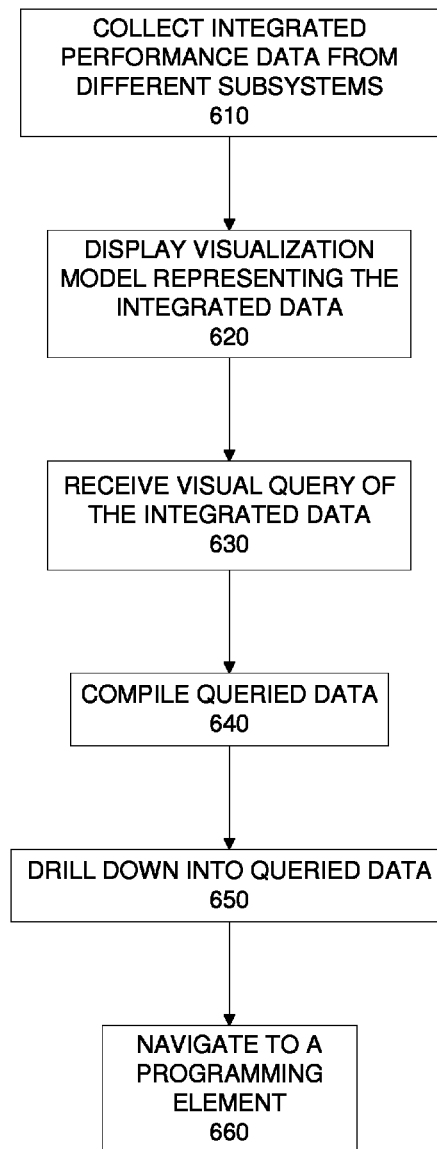 COLLECT INTEGRATED
PERFORMANCE DATA FROM
DIFFERENT SUBSYSTEMS
610
DISPLAY VISUALIZATION
MODEL REPRESENTING THE
INTEGRATED DATA
620
RECEIVE VISUAL QUERY OF
THE INTEGRATED DATA
630
COMPILE QUERIED DATA
640
DRILL DOWN INTO QUERIED DATA
650
NAVIGATE TO A
PROGRAMMING
ELEMENT
660